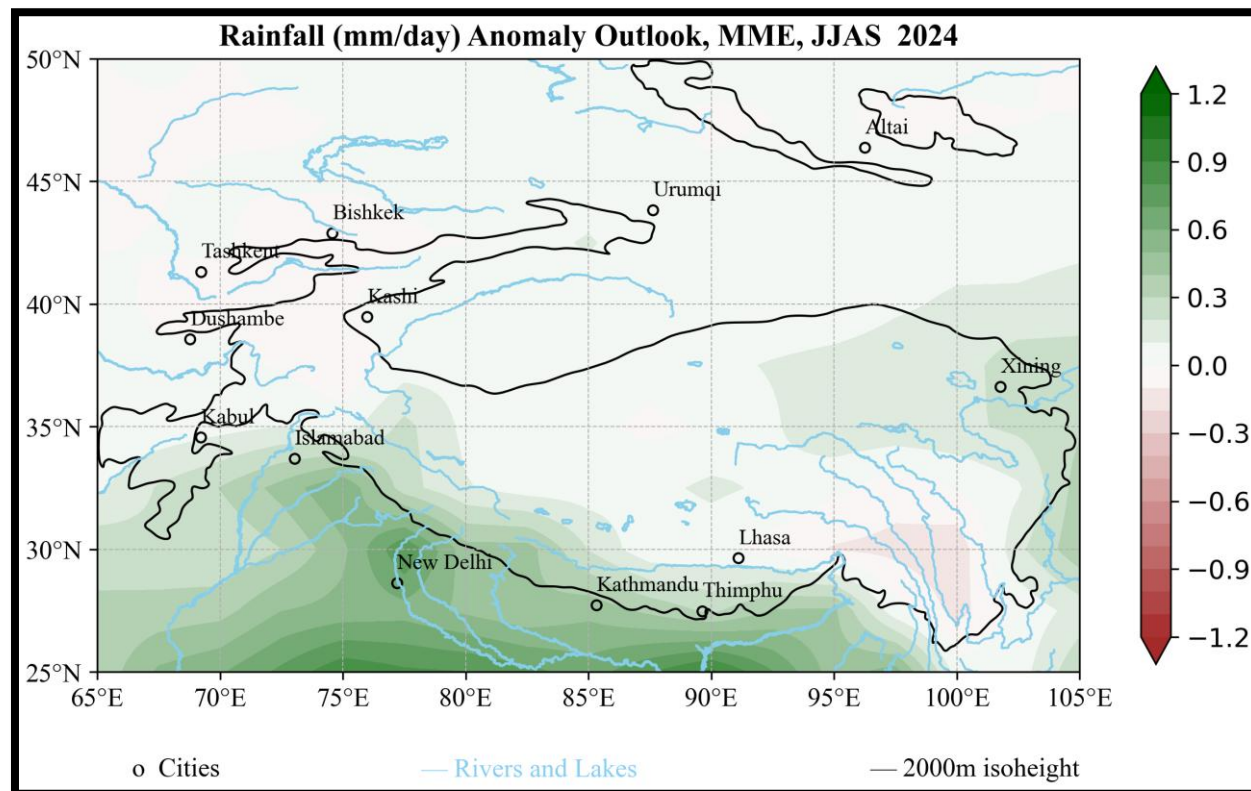 Rainfall (mm/day) Anomaly Outlook, MME, JJAS 2024
50°N
45°N
40°N
35°N
30°N
25°N
65°E
70°E
75°E
80°E
85°E
90°E
95°E
100°E
105°E
Altai
Urumqi
Bishkek
Tashkent
Kashi
Dushambe
Xining
Kabul
Islamabad
Lhasa
New Delhi
Kathmandu
Thimphu
1.2
0.9
0.6
0.3
0.0
−0.3
−0.6
−0.9
−1.2
o Cities
— Rivers and Lakes
— 2000m isoheight